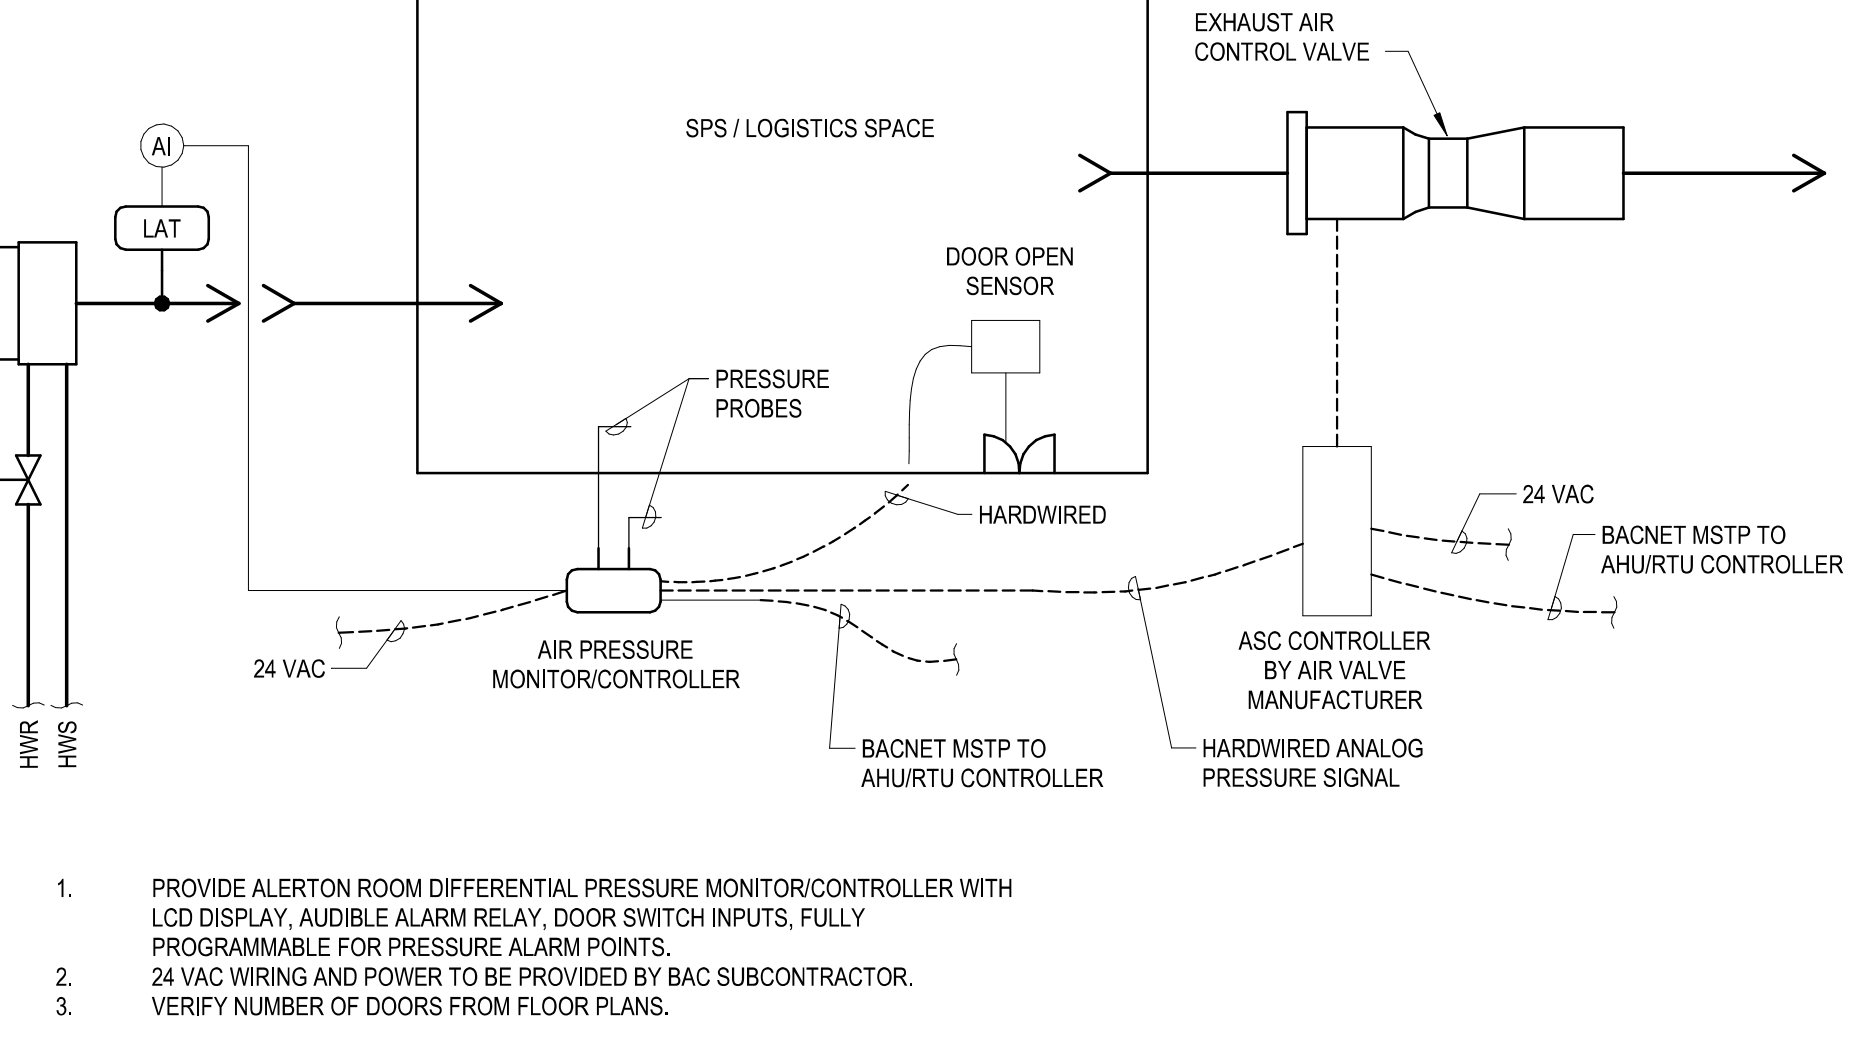 EXHAUST AIR
CONTROL VALVE
SPS / LOGISTICS SPACE
AI
LAT
DOOR OPEN
SENSOR
PRESSURE
PROBES
HARDWIRED
24 VAC
BACNET MSTP TO
AHU/RTU CONTROLLER
24 VAC
AIR PRESSURE
MONITOR/CONTROLLER
ASC CONTROLLER
BY AIR VALVE
MANUFACTURER
HWR
HWS
BACNET MSTP TO
AHU/RTU CONTROLLER
HARDWIRED ANALOG
PRESSURE SIGNAL
1. PROVIDE ALERTON ROOM DIFFERENTIAL PRESSURE MONITOR/CONTROLLER WITH
LCD DISPLAY, AUDIBLE ALARM RELAY, DOOR SWITCH INPUTS, FULLY
PROGRAMMABLE FOR PRESSURE ALARM POINTS.
2. 24 VAC WIRING AND POWER TO BE PROVIDED BY BAC SUBCONTRACTOR.
3. VERIFY NUMBER OF DOORS FROM FLOOR PLANS.